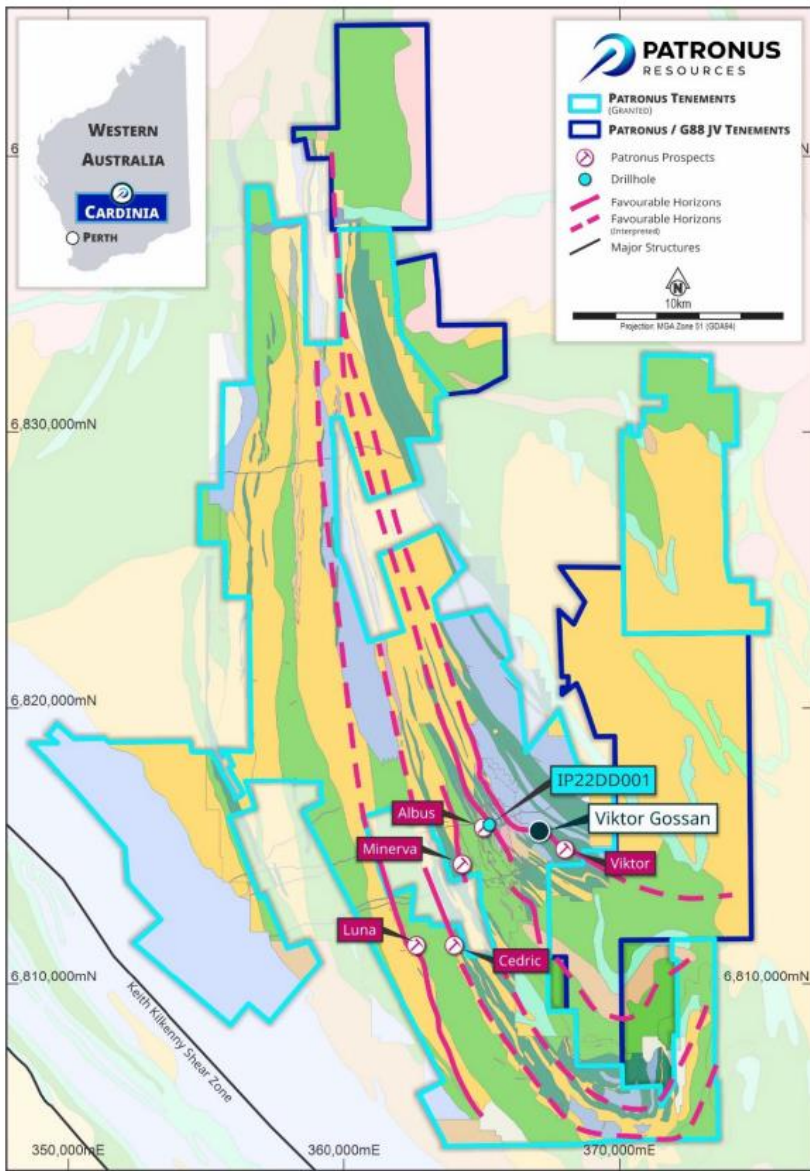 WESTERN
AUSTRALIA
CARDINIA
PERTH
PATRONUS
RESOURCES
PATRONUS TENEMENTS
(GRANTED)
PATRONUS / G88 JV TENEMENTS
Patronus Prospects
Drillhole
Favourable Horizons
Favourable Horizons
(Interpreted)
Major Structures
N
10km
Projection: MGA Zone 51 (GDA94)
6,830,000mN
6,820,000mN
IP22DD001
Albus
Viktor Gossan
Minerva
Viktor
Luna
Cedric
6,810,000mN
6,810,000mN
Keith Kilkenny Shear Zone
350,000mE
360,000mE
370,000mE